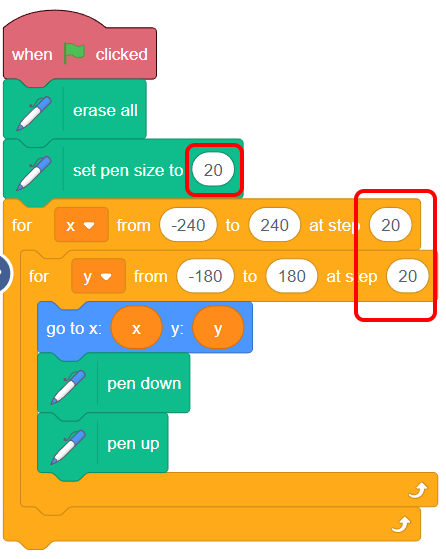 when clicked
erase all
set pen size to 20
for x from -240 to 240 at step 20
for y from -180 to 180 at step 20
go to x: x y: y
pen down
pen up